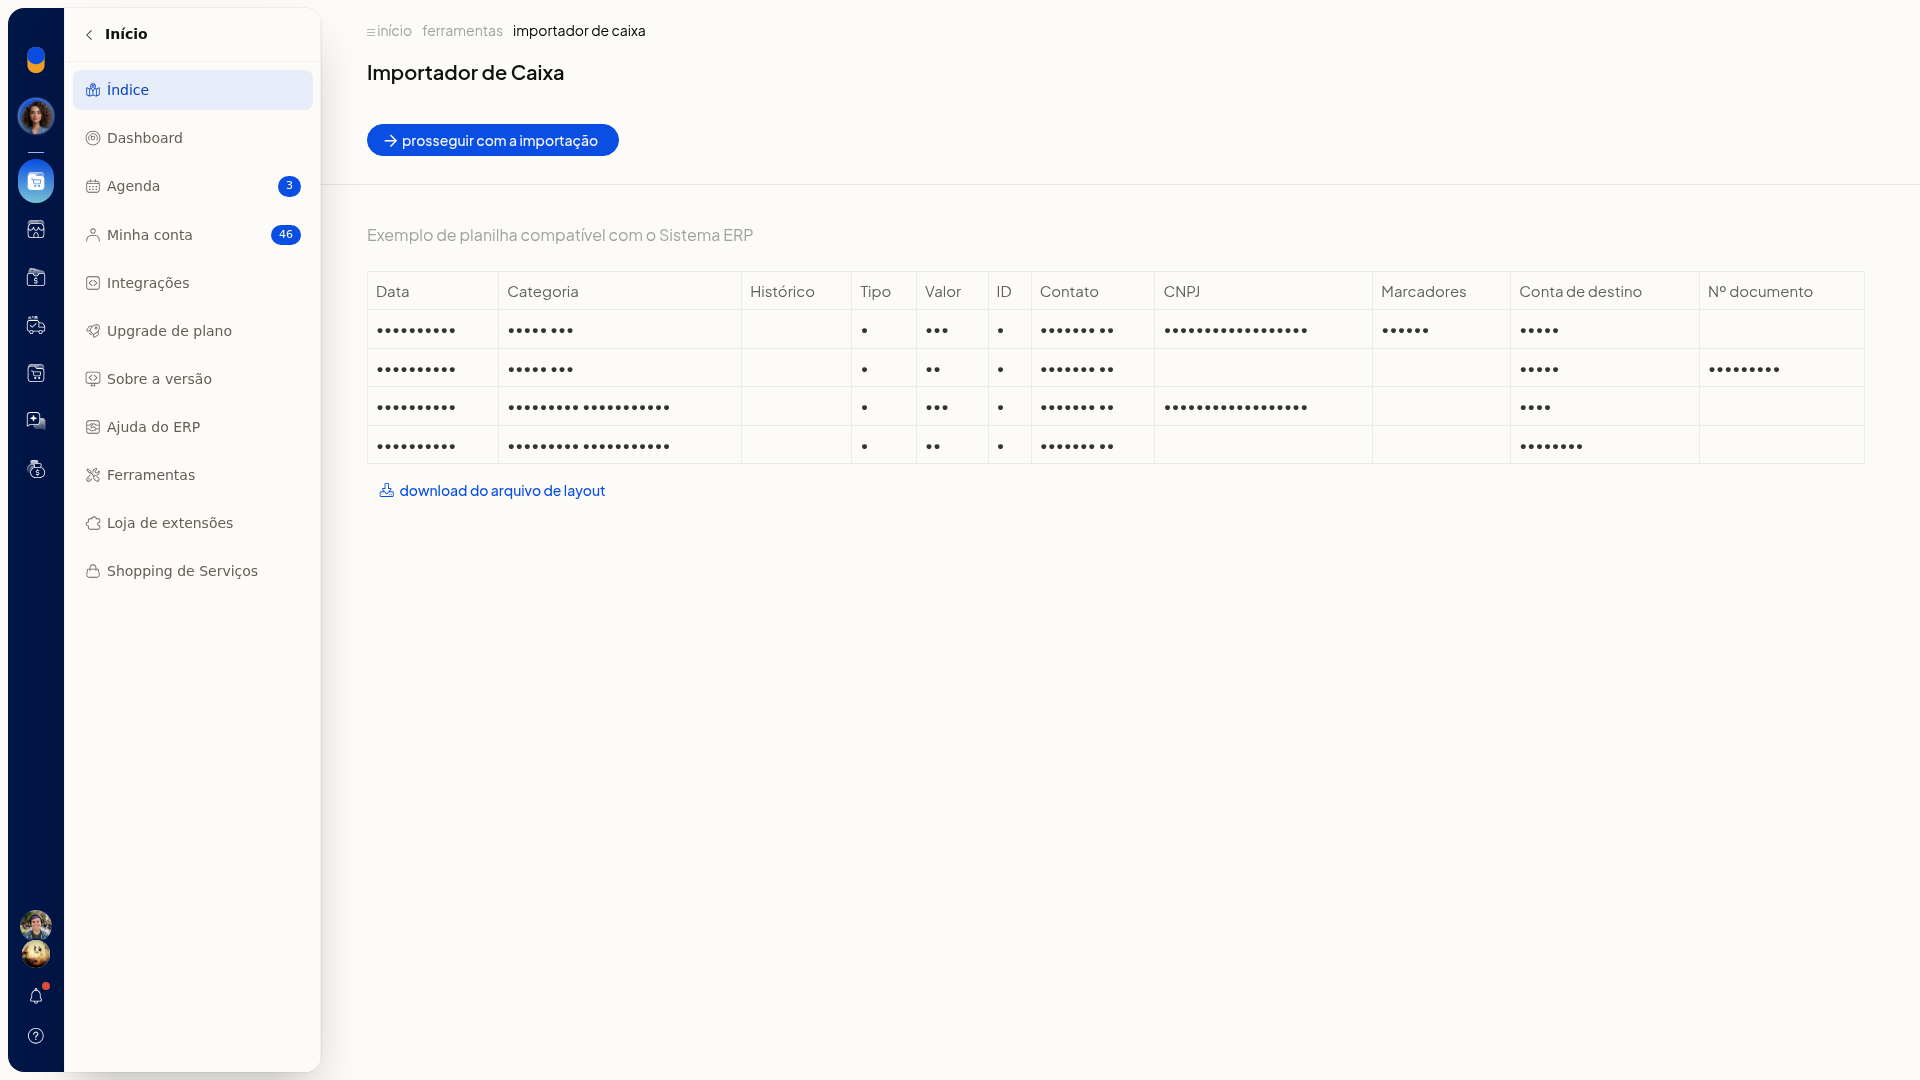 Início
Índice
Dashboard
Agenda 3
Minha conta 46
Integrações
Upgrade de plano
Sobre a versão
Ajuda do ERP
Ferramentas
Loja de extensões
Shopping de Serviços
início ferramentas importador de caixa
Importador de Caixa
prosseguir com a importação
Exemplo de planilha compatível com o Sistema ERP
Data Categoria Histórico Tipo Valor ID Contato CNPJ Marcadores Conta de destino Nº documento
•••••••••• ••••• ••• • ••• • ••••••• •• •••••••••••••••••• •••••• •••••
•••••••••• ••••• ••• • •• • ••••••• •• ••••• •••••••••
•••••••••• ••••••••• ••••••••••• • ••• • ••••••• •• •••••••••••••••••• ••••
•••••••••• ••••••••• ••••••••••• • •• • ••••••• •• ••••••••
download do arquivo de layout